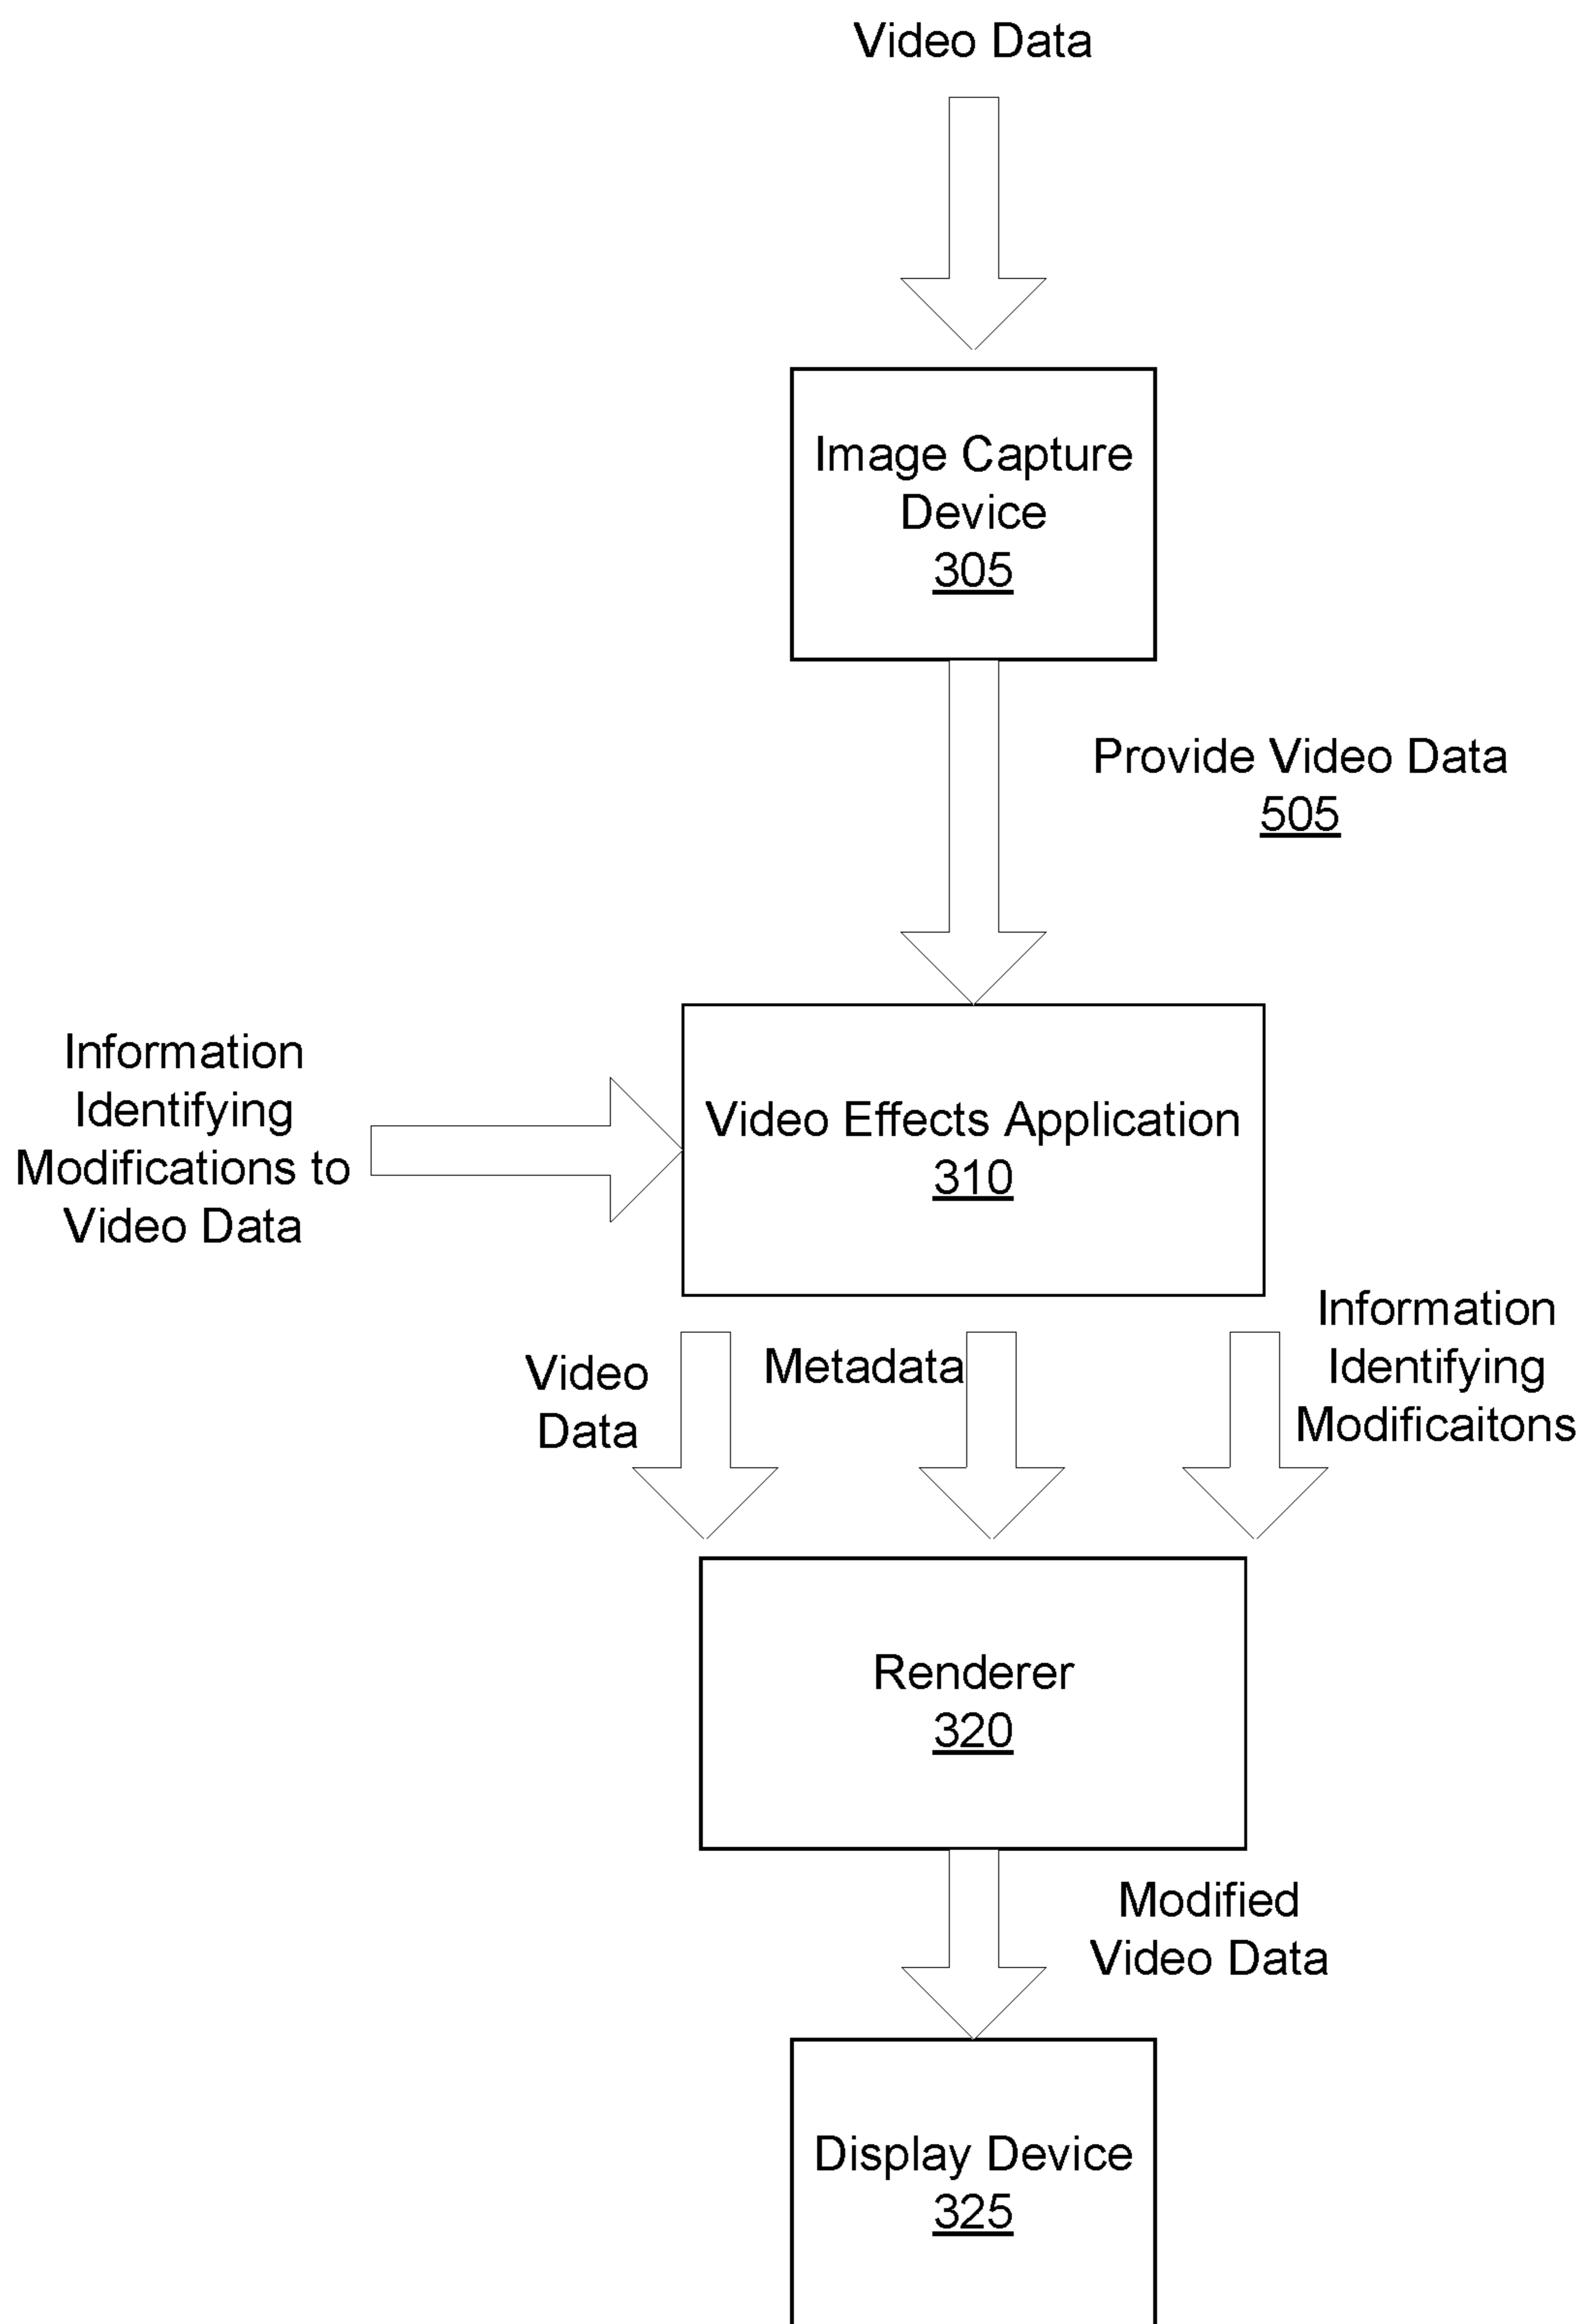 Video Data
Image Capture
Device
305
Provide Video Data
505
Information
Identifying
Modifications to
Video Data
Video Effects Application
310
Video
Data
Metadata
Information
Identifying
Modificaitons
Renderer
320
Modified
Video Data
Display Device
325